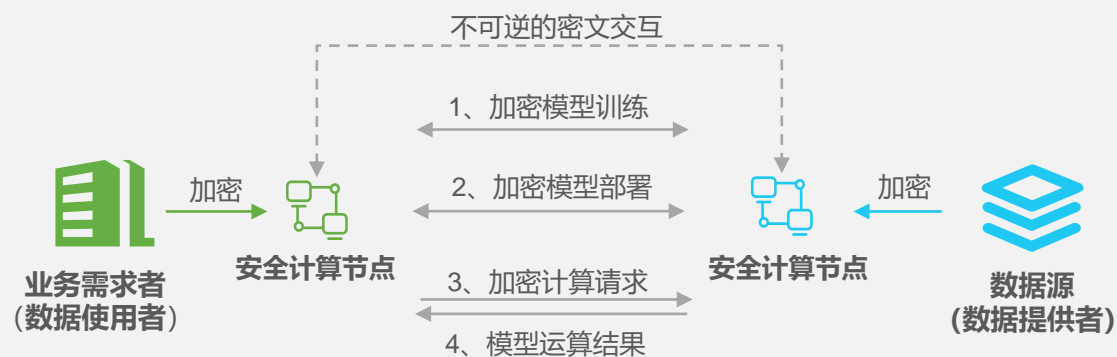 不可逆的密文交互
1、加密模型训练
加密
2、加密模型部署
加密
安全计算节点
安全计算节点
业务需求者
（数据使用者）
3、加密计算请求
数据源
(数据提供者)
4、模型运算结果